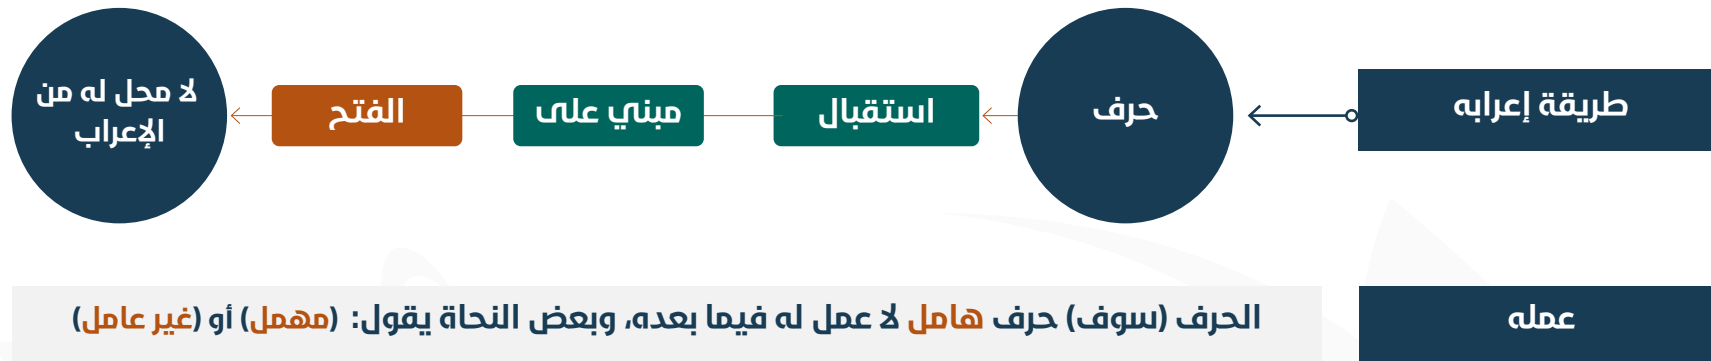 طريقة إعرابه
حرف
استقبال
مبني على
الفتح
لا محل له من
الإعراب
عمله
الحرف (سوف) حرف هامل لا عمل له فيما بعده، وبعض النحاة يقول: (مهمل) أو (غير عامل)